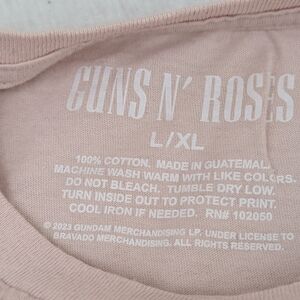 GUNS N' ROSES
L/XL
100% COTTON. MADE IN GUATEMAL
MACHINE WASH WARM WITH LIKE COLORS.
DO NOT BLEACH. TUMBLE DRY LOW.
TURN INSIDE OUT TO PROTECT PRINT.
COOL IRON IF NEEDED. RN# 102050
© 2023 GUNDAM MERCHANDISING LP. UNDER LICENSE TO
BRAVADO MERCHANDISING. ALL RIGHTS RESERVED.